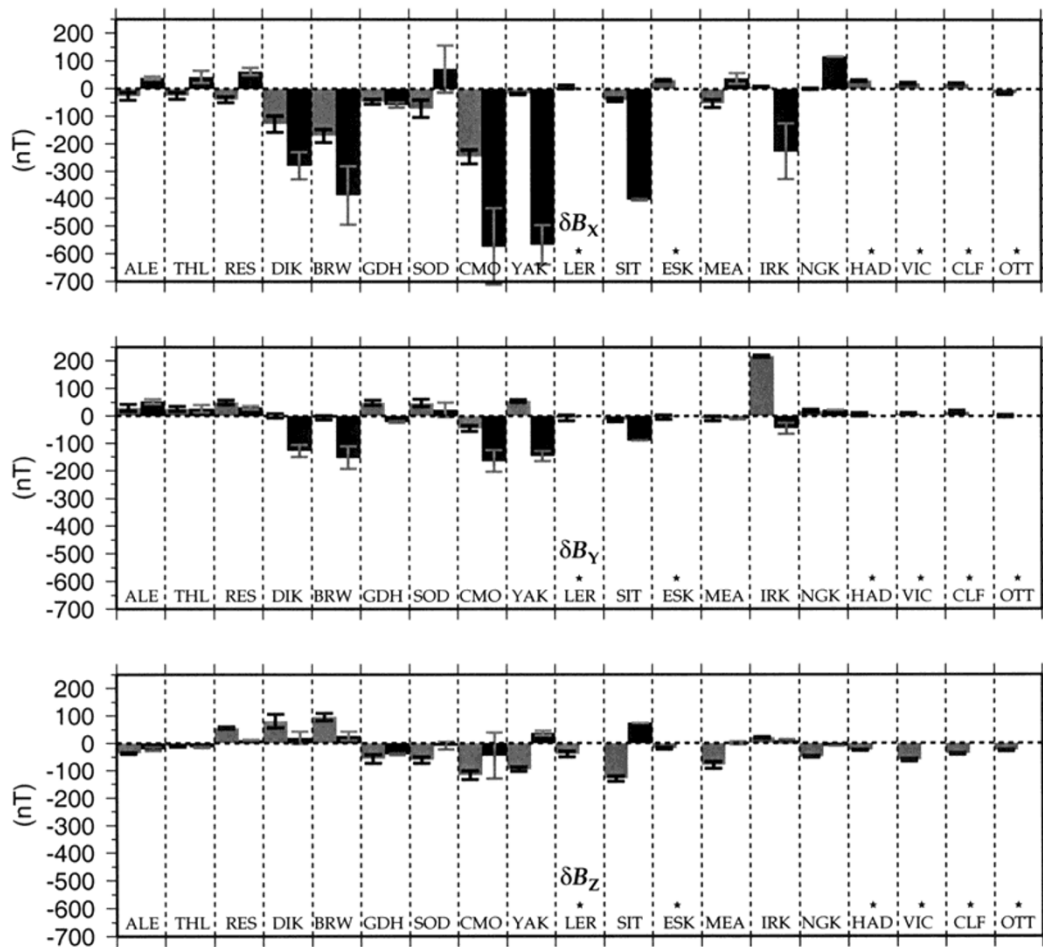 200
100
0
-100
-200
-300
-400
-500
-600
-700
(nT)
δBX
★ ★ ★ ★ ★ ★
ALE THL RES DIK BRW GDH SOD CMO YAK LER SIT ESK MEA IRK NGK HAD VIC CLF OTT
200
100
0
-100
-200
-300
-400
-500
-600
-700
(nT)
δBY
★ ★ ★ ★ ★ ★
ALE THL RES DIK BRW GDH SOD CMO YAK LER SIT ESK MEA IRK NGK HAD VIC CLF OTT
200
100
0
-100
-200
-300
-400
-500
-600
-700
(nT)
δBZ
★ ★ ★ ★ ★ ★
ALE THL RES DIK BRW GDH SOD CMO YAK LER SIT ESK MEA IRK NGK HAD VIC CLF OTT